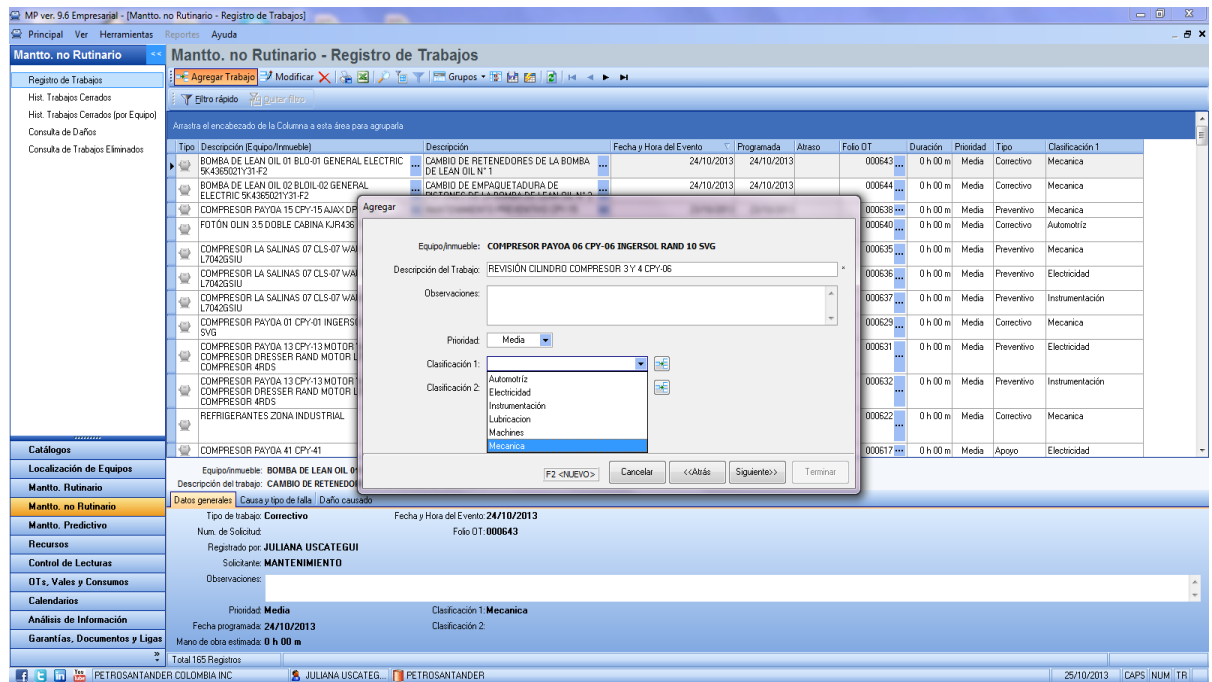 MP ver. 9.6 Empresarial - [Mantto. no Rutinario - Registro de Trabajos]
Principal Ver Herramientas Reportes Ayuda
Mantto. no Rutinario <<
Mantto. no Rutinario - Registro de Trabajos
Registro de Trabajos
Hist. Trabajos Cerrados
Hist. Trabajos Cerrados (por Equipo)
Consulta de Daños
Consulta de Trabajos Eliminados
Agregar Trabajo Modificar Grupos
Filtro rápido Quitar filtro
Arrastra el encabezado de la Columna a esta área para agruparla
Tipo Descripción (Equipo/Inmueble) Descripción Fecha y Hora del Evento Programada Atraso Folio OT Duración Prioridad Tipo Clasificación 1
BOMBA DE LEAN OIL 01 BLO-01 GENERAL ELECTRIC ... CAMBIO DE RETENEDORES DE LA BOMBA ... 24/10/2013 24/10/2013 000643 ... 0 h 00 m Media Correctivo Mecanica
5K4365021Y31-F2 DE LEAN OIL N° 1
BOMBA DE LEAN OIL 02 BLOIL-02 GENERAL ... CAMBIO DE EMPAQUETADURA DE ... 24/10/2013 24/10/2013 000644 ... 0 h 00 m Media Correctivo Mecanica
ELECTRIC 5K4365021Y31-F2 PISTONES DE LA BOMBA DE LEAN OIL N° 2
COMPRESOR PAYOA 15 CPY-15 AJAX DP 000638 ... 0 h 00 m Media Preventivo Mecanica
FOTÓN OLIN 3.5 DOBLE CABINA KJR436 000640 ... 0 h 00 m Media Correctivo Automotríz
COMPRESOR LA SALINAS 07 CLS-07 WA 000635 ... 0 h 00 m Media Preventivo Mecanica
L7042GSIU
COMPRESOR LA SALINAS 07 CLS-07 WA 000636 ... 0 h 00 m Media Preventivo Electricidad
L7042GSIU
COMPRESOR LA SALINAS 07 CLS-07 WA 000637 ... 0 h 00 m Media Preventivo Instrumentación
L7042GSIU
COMPRESOR PAYOA 01 CPY-01 INGERS 000629 ... 0 h 00 m Media Correctivo Mecanica
SVG
COMPRESOR PAYOA 13 CPY-13 MOTOR 000631 ... 0 h 00 m Media Preventivo Electricidad
COMPRESOR DRESSER RAND MOTOR L
COMPRESOR 4RDS
COMPRESOR PAYOA 13 CPY-13 MOTOR 000632 ... 0 h 00 m Media Preventivo Instrumentación
COMPRESOR DRESSER RAND MOTOR L
COMPRESOR 4RDS
REFRIGERANTES ZONA INDUSTRIAL 000622 ... 0 h 00 m Media Correctivo Mecanica
COMPRESOR PAYOA 41 CPY-41 000617 ... 0 h 00 m Media Apoyo Electricidad
Agregar
Equipo/inmueble: COMPRESOR PAYOA 06 CPY-06 INGERSOL RAND 10 SVG
Descripción del Trabajo: REVISIÓN CILINDRO COMPRESOR 3 Y 4 CPY-06 *
Observaciones:
Prioridad: Media
Clasificación 1:
Clasificación 2:
Automotríz
Electricidad
Instrumentación
Lubricacion
Machines
Mecanica
F2 <NUEVO> Cancelar <<Atrás Siguiente>> Terminar
Catálogos
Localización de Equipos
Mantto. Rutinario
Mantto. no Rutinario
Mantto. Predictivo
Recursos
Control de Lecturas
OTs, Vales y Consumos
Calendarios
Análisis de Información
Garantías, Documentos y Ligas
Equipo/inmueble: BOMBA DE LEAN OIL 0
Descripción del trabajo: CAMBIO DE RETENEDO
Datos generales Causa y tipo de falla Daño causado
Tipo de trabajo: Correctivo Fecha y Hora del Evento: 24/10/2013
Num. de Solicitud: Folio OT: 000643
Registrado por: JULIANA USCATEGUI
Solicitante: MANTENIMIENTO
Observaciones:
Prioridad: Media Clasificación 1: Mecanica
Fecha programada: 24/10/2013 Clasificación 2:
Mano de obra estimada: 0 h 00 m
Total 165 Registros
PETROSANTANDER COLOMBIA INC JULIANA USCATEG... PETROSANTANDER 25/10/2013 CAPS NUM TR